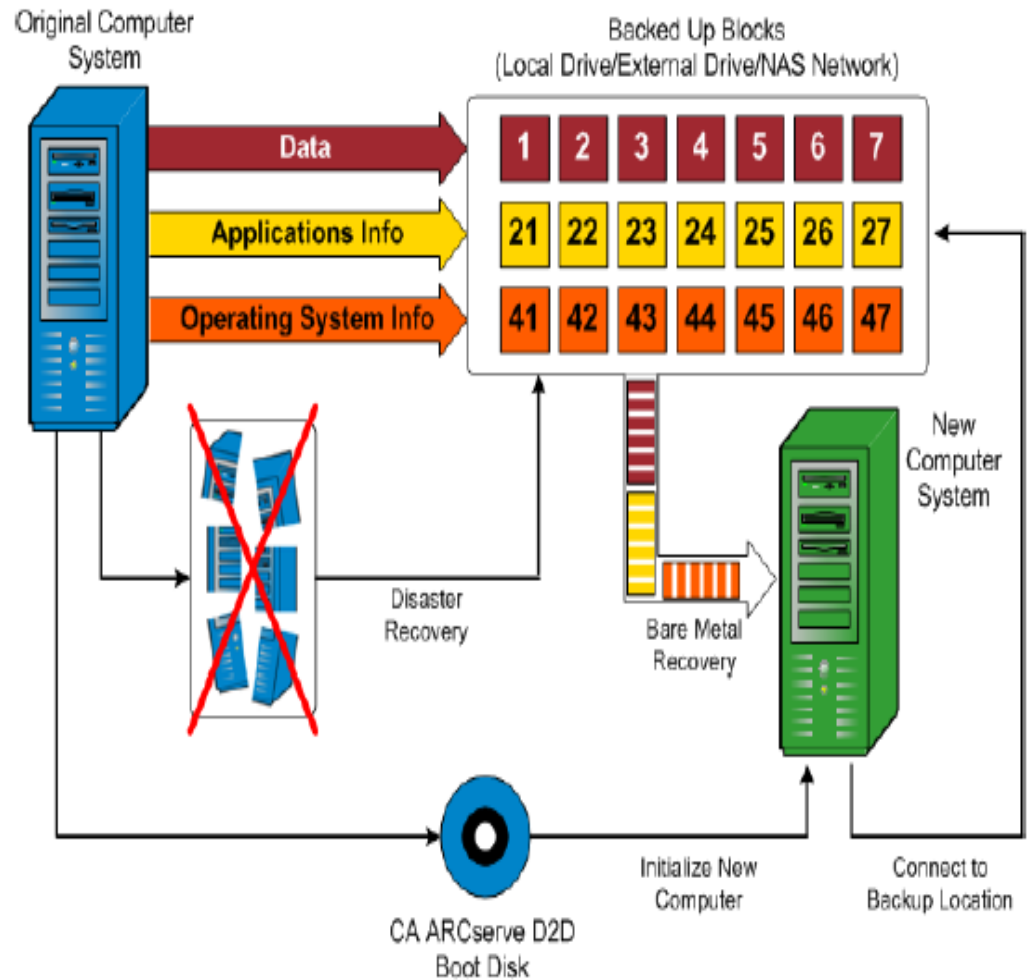 Original Computer
System
Backed Up Blocks
(Local Drive/External Drive/NAS Network)
Data
1 2 3 4 5 6 7
Applications Info
21 22 23 24 25 26 27
Operating System Info
41 42 43 44 45 46 47
New
Computer
System
Disaster
Recovery
Bare Metal
Recovery
Initialize New
Computer
Connect to
Backup Location
CA ARCserve D2D
Boot Disk